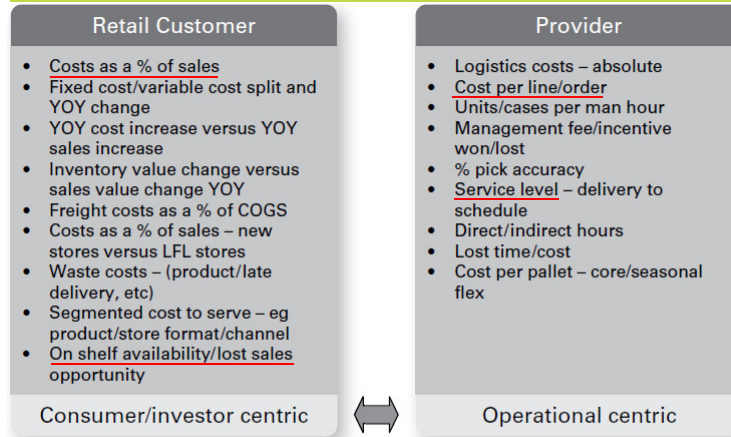 Retail Customer
• Costs as a % of sales
• Fixed cost/variable cost split and
YOY change
• YOY cost increase versus YOY
sales increase
• Inventory value change versus
sales value change YOY
• Freight costs as a % of COGS
• Costs as a % of sales – new
stores versus LFL stores
• Waste costs – (product/late
delivery, etc)
• Segmented cost to serve – eg
product/store format/channel
• On shelf availability/lost sales
opportunity
Consumer/investor centric
Provider
• Logistics costs – absolute
• Cost per line/order
• Units/cases per man hour
• Management fee/incentive
won/lost
• % pick accuracy
• Service level – delivery to
schedule
• Direct/indirect hours
• Lost time/cost
• Cost per pallet – core/seasonal
flex
Operational centric